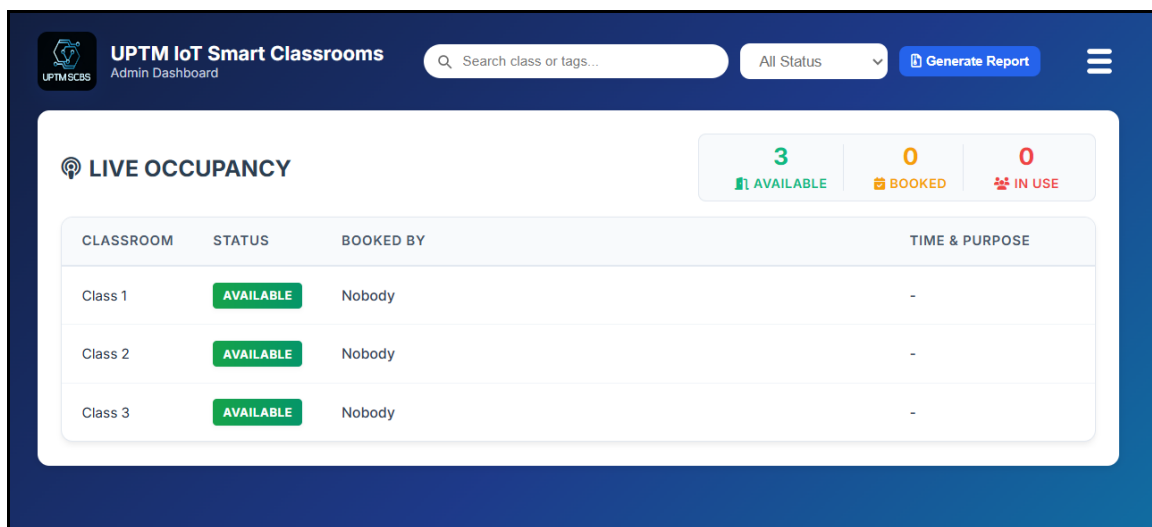 UPTM SCBS
UPTM IoT Smart Classrooms
Admin Dashboard
Search class or tags...
All Status
Generate Report
LIVE OCCUPANCY
3
AVAILABLE
0
BOOKED
0
IN USE
CLASSROOM STATUS BOOKED BY TIME & PURPOSE
Class 1 AVAILABLE Nobody -
Class 2 AVAILABLE Nobody -
Class 3 AVAILABLE Nobody -